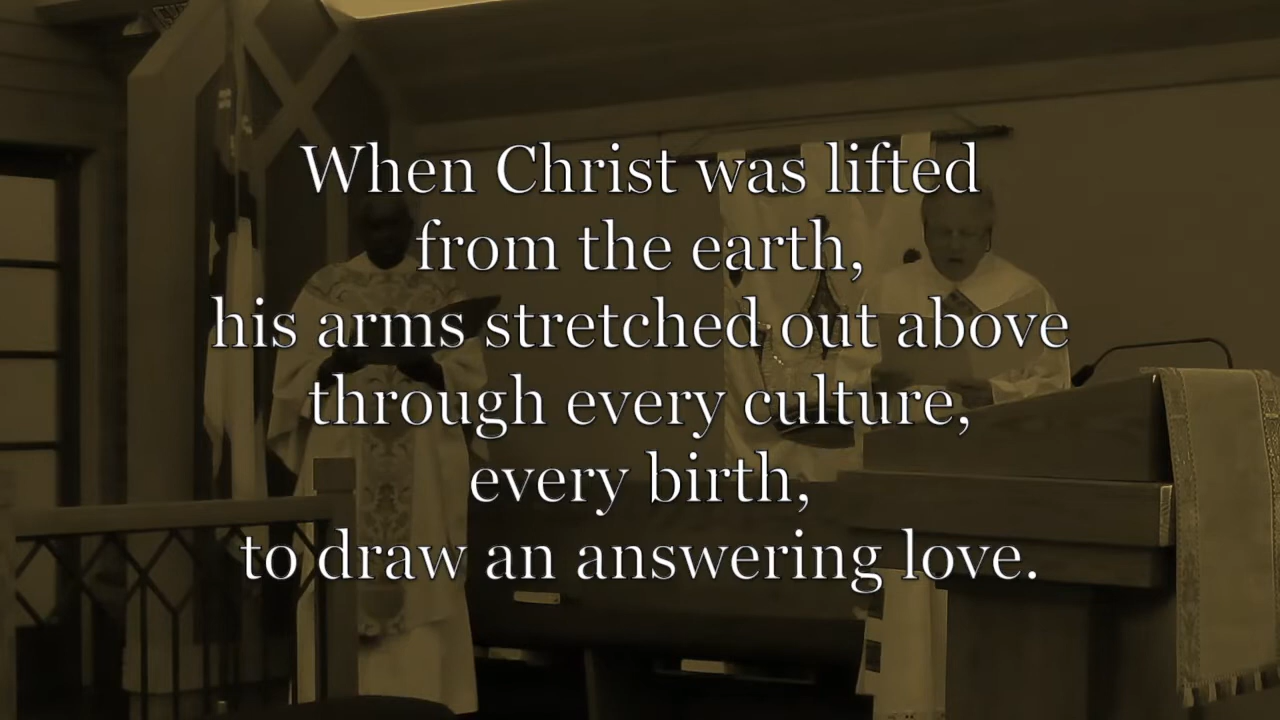 When Christ was lifted
from the earth,
his arms stretched out above
through every culture,
every birth,
to draw an answering love.